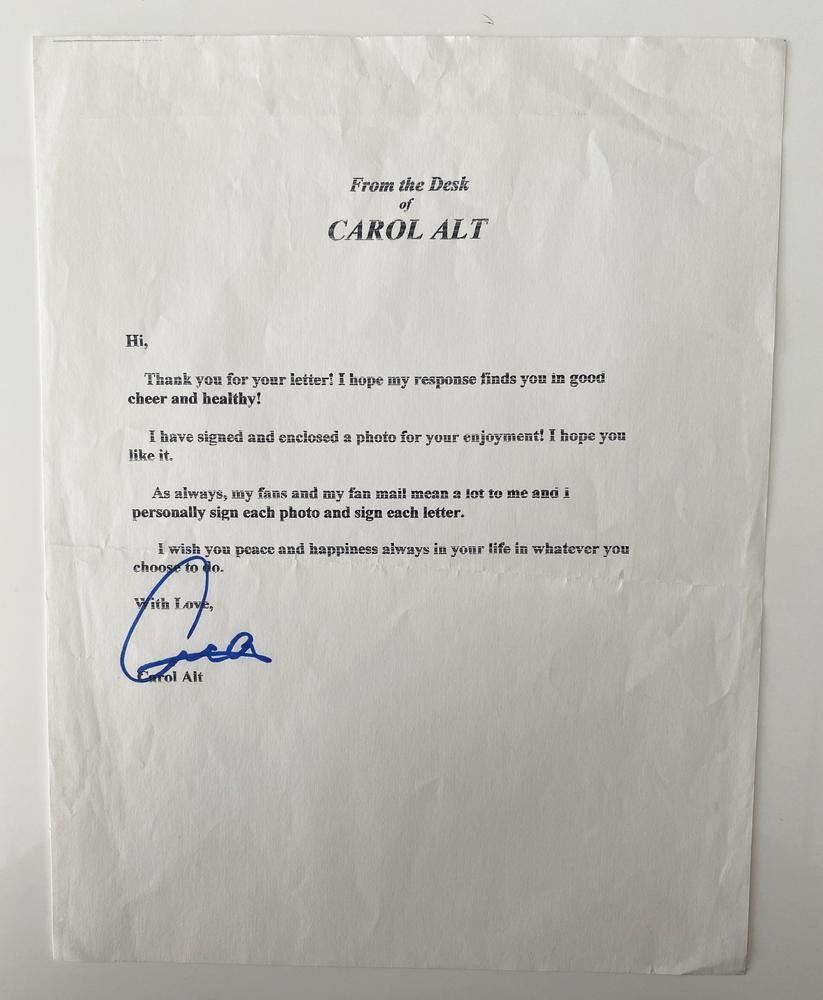 From the Desk
of
CAROL ALT
Hi,
Thank you for your letter! I hope my response finds you in good
cheer and healthy!
I have signed and enclosed a photo for your enjoyment! I hope you
like it.
As always, my fans and my fan mail mean a lot to me and i
personally sign each photo and sign each letter.
I wish you peace and happiness always in your life in whatever you
choose to do.
With Love,
Carol Alt